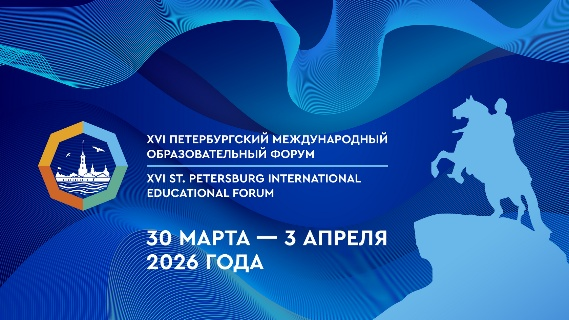 XVI ПЕТЕРБУРГСКИЙ МЕЖДУНАРОДНЫЙ
ОБРАЗОВАТЕЛЬНЫЙ ФОРУМ
XVI ST. PETERSBURG INTERNATIONAL
EDUCATIONAL FORUM
30 МАРТА — 3 АПРЕЛЯ
2026 ГОДА